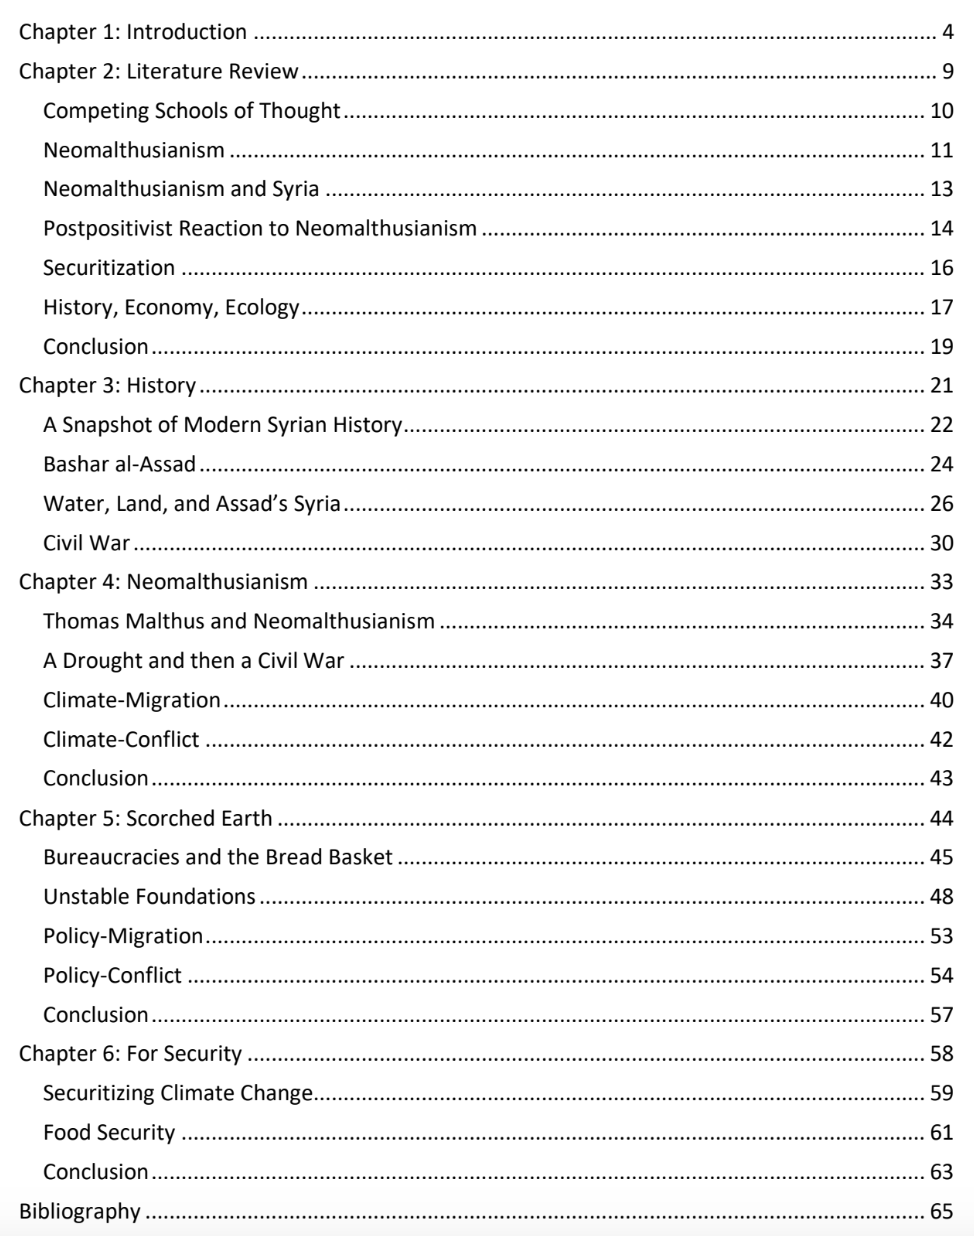 Chapter 1: Introduction ........ 4
Chapter 2: Literature Review ........ 9
Competing Schools of Thought ........ 10
Neomalthusianism ........ 11
Neomalthusianism and Syria ........ 13
Postpositivist Reaction to Neomalthusianism ........ 14
Securitization ........ 16
History, Economy, Ecology ........ 17
Conclusion ........ 19
Chapter 3: History ........ 21
A Snapshot of Modern Syrian History ........ 22
Bashar al-Assad ........ 24
Water, Land, and Assad’s Syria ........ 26
Civil War ........ 30
Chapter 4: Neomalthusianism ........ 33
Thomas Malthus and Neomalthusianism ........ 34
A Drought and then a Civil War ........ 37
Climate-Migration ........ 40
Climate-Conflict ........ 42
Conclusion ........ 43
Chapter 5: Scorched Earth ........ 44
Bureaucracies and the Bread Basket ........ 45
Unstable Foundations ........ 48
Policy-Migration ........ 53
Policy-Conflict ........ 54
Conclusion ........ 57
Chapter 6: For Security ........ 58
Securitizing Climate Change ........ 59
Food Security ........ 61
Conclusion ........ 63
Bibliography ........ 65